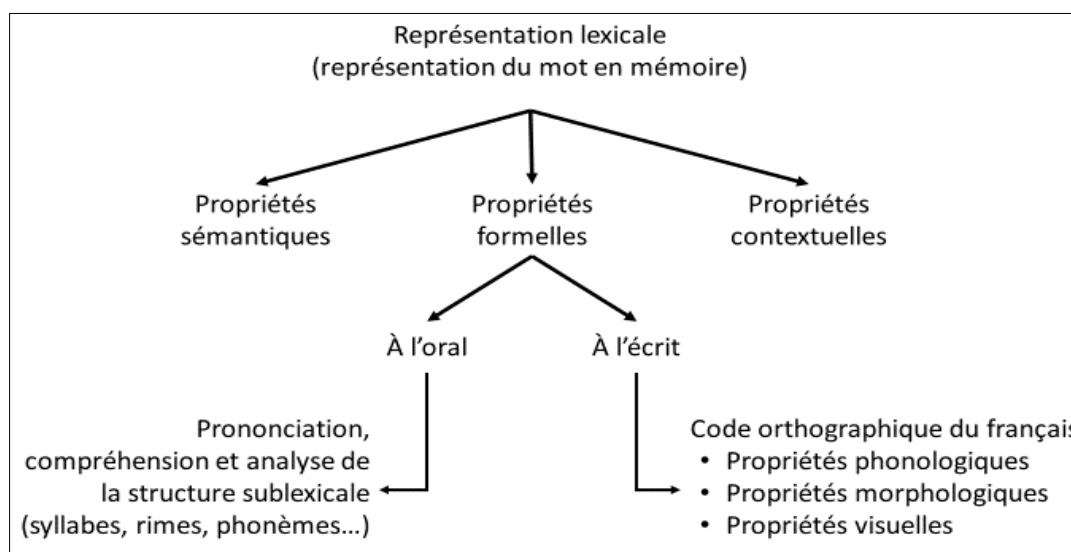 Représentation lexicale
(représentation du mot en mémoire)
Propriétés
sémantiques
Propriétés
formelles
Propriétés
contextuelles
À l’oral
À l’écrit
Prononciation,
compréhension et analyse de
la structure sublexicale
(syllabes, rimes, phonèmes...)
Code orthographique du français
• Propriétés phonologiques
• Propriétés morphologiques
• Propriétés visuelles